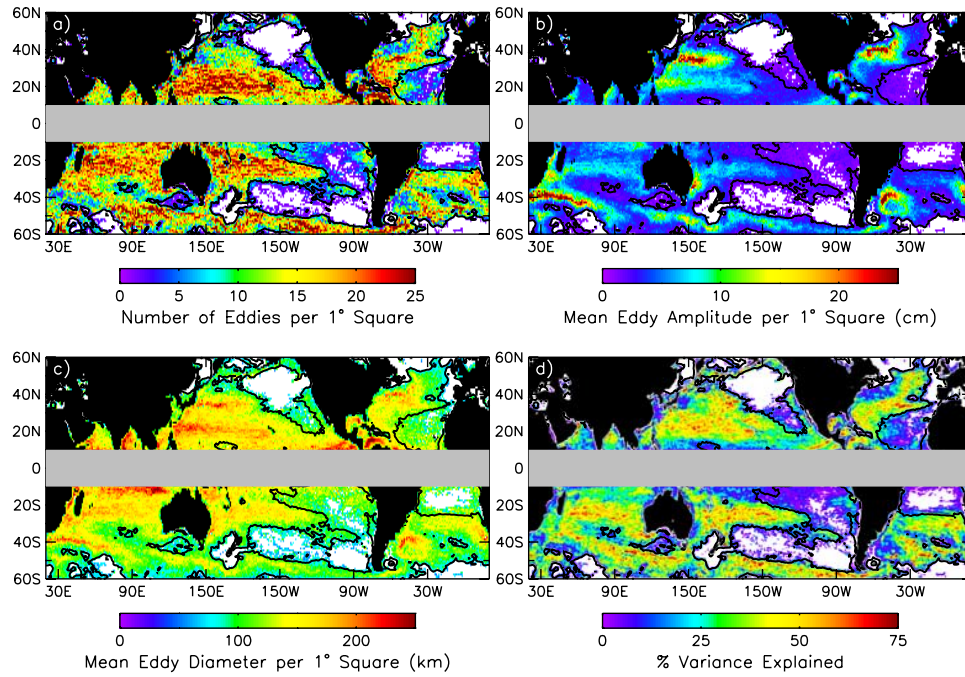 a)
60N
40N
20N
0
20S
40S
60S
30E 90E 150E 150W 90W 30W
0 5 10 15 20 25
Number of Eddies per 1° Square
b)
60N
40N
20N
0
20S
40S
60S
30E 90E 150E 150W 90W 30W
0 10 20
Mean Eddy Amplitude per 1° Square (cm)
c)
60N
40N
20N
0
20S
40S
60S
30E 90E 150E 150W 90W 30W
0 100 200
Mean Eddy Diameter per 1° Square (km)
d)
60N
40N
20N
0
20S
40S
60S
30E 90E 150E 150W 90W 30W
0 25 50 75
% Variance Explained